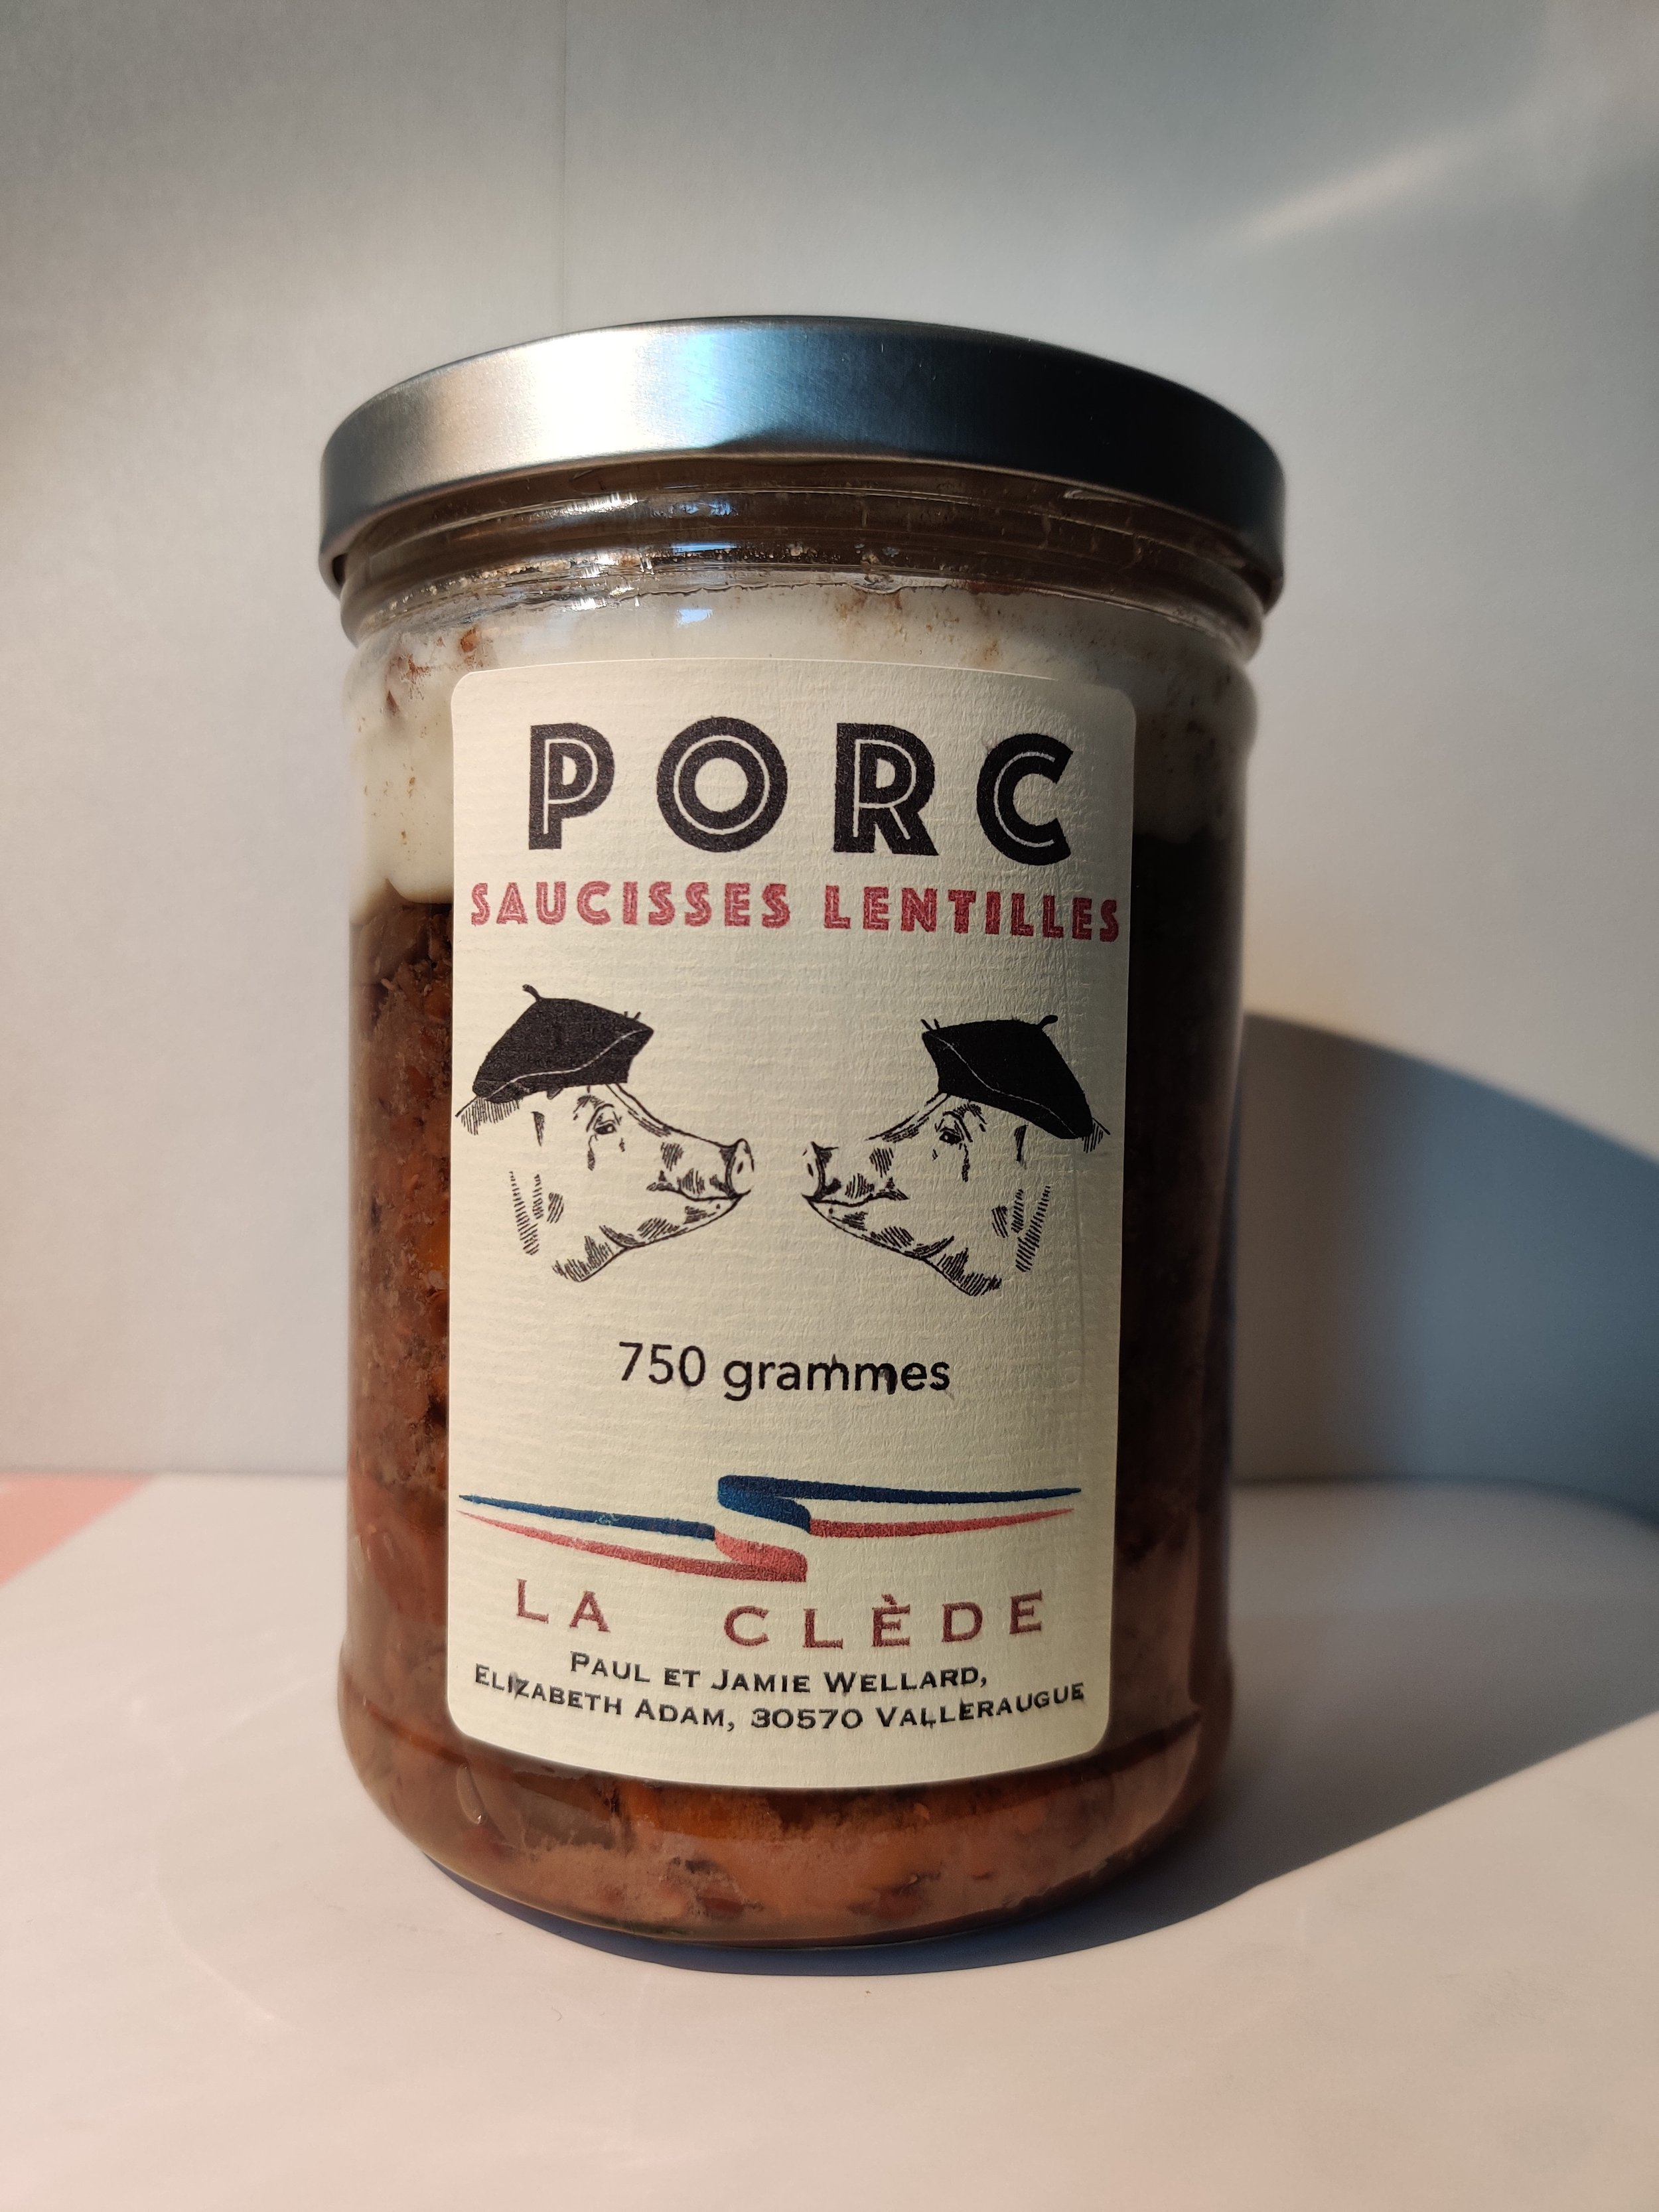 PORC
SAUCISSES LENTILLES
750 grammes
LA CLÈDE
PAUL ET JAMIE WELLARD,
ELIZABETH ADAM, 30570 VALLERAUGUE